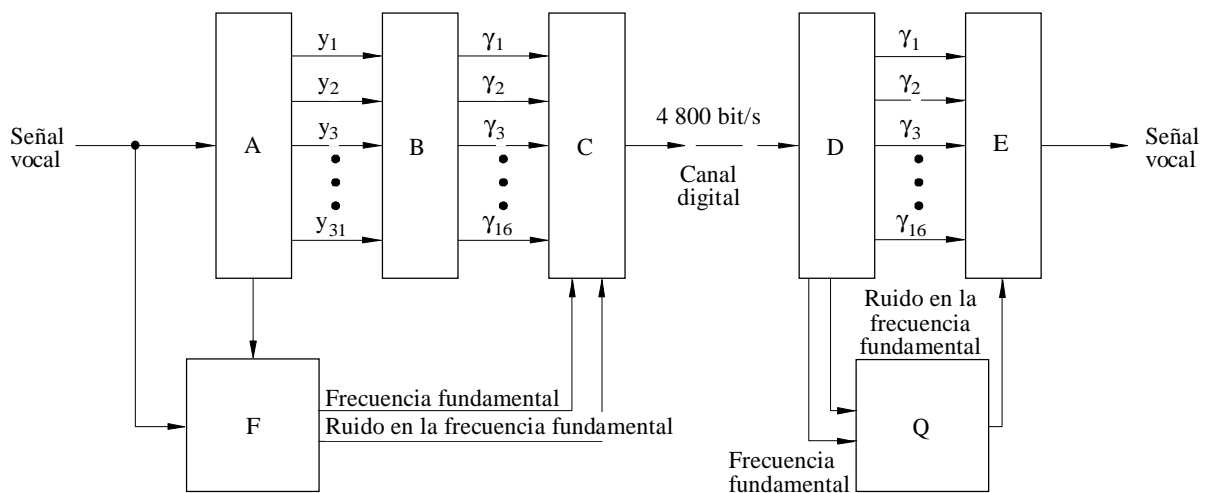 Señal
vocal
A
y1
y2
y3
y31
B
γ1
γ2
γ3
γ16
C
4 800 bit/s
Canal
digital
D
γ1
γ2
γ3
γ16
E
Señal
vocal
F
Frecuencia fundamental
Ruido en la frecuencia fundamental
Ruido en la
frecuencia
fundamental
Q
Frecuencia
fundamental